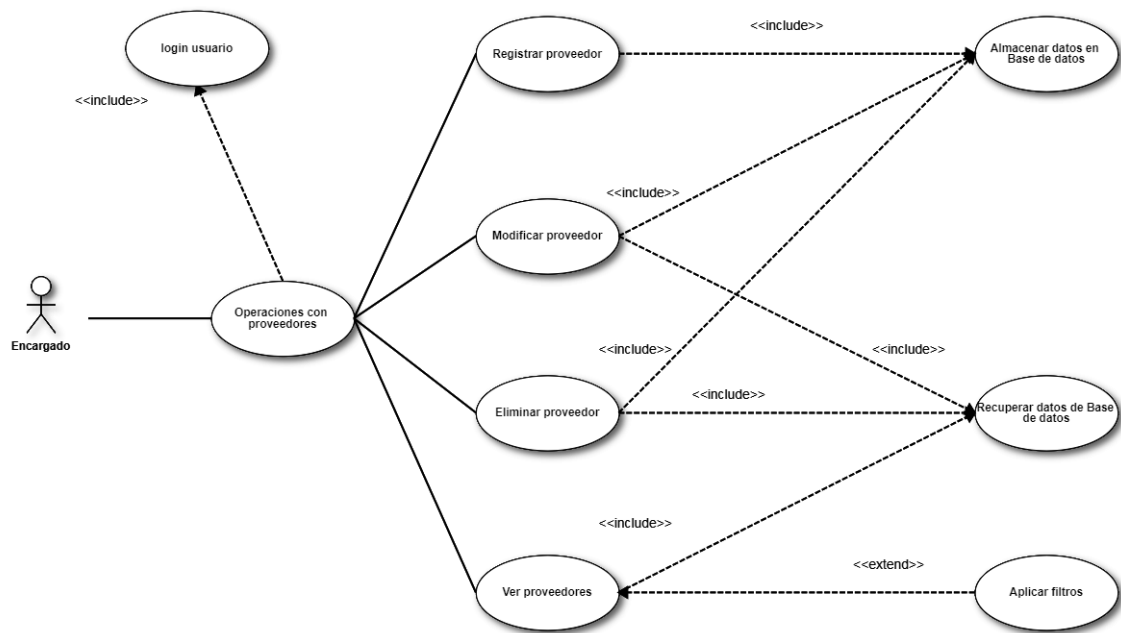 login usuario
<<include>>
Registrar proveedor
<<include>>
Almacenar datos en
Base de datos
Modificar proveedor
<<include>>
Encargado
Operaciones con
proveedores
<<include>>
<<include>>
Eliminar proveedor
<<include>>
Recuperar datos de Base
de datos
<<include>>
Ver proveedores
<<extend>>
Aplicar filtros